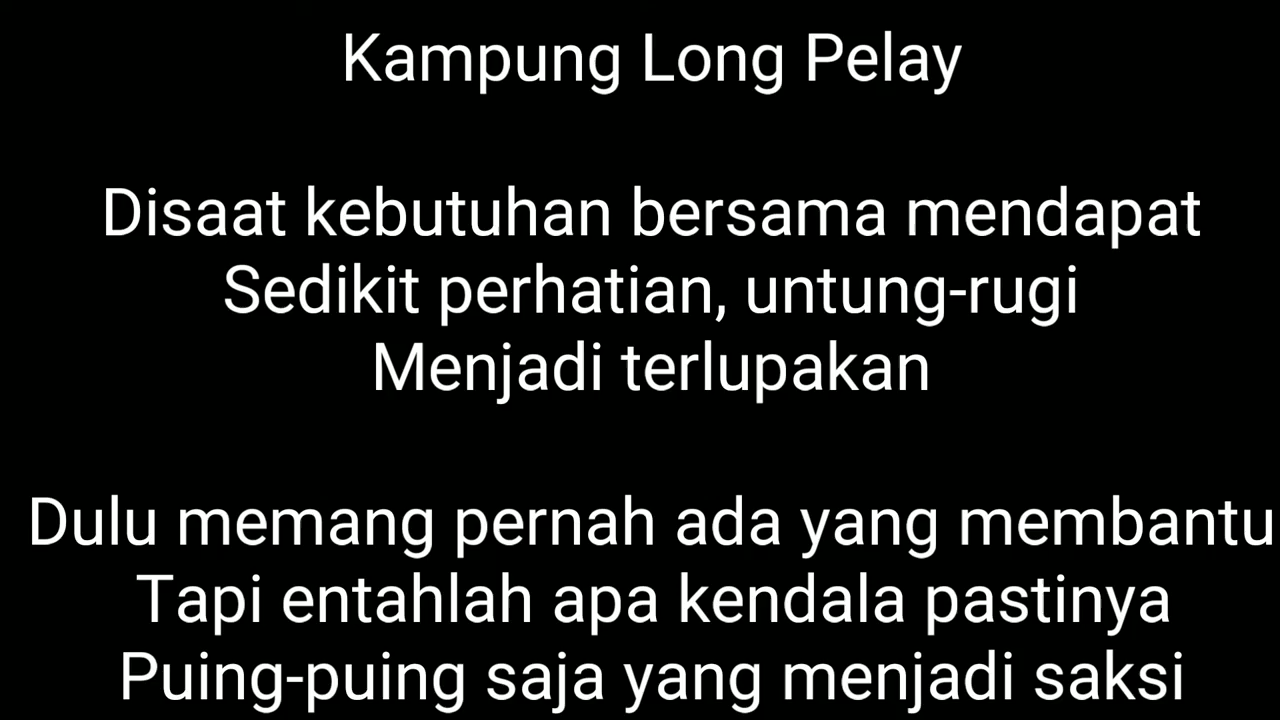 Kampung Long Pelay
Disaat kebutuhan bersama mendapat
Sedikit perhatian, untung-rugi
Menjadi terlupakan
Dulu memang pernah ada yang membantu
Tapi entahlah apa kendala pastinya
Puing-puing saja yang menjadi saksi